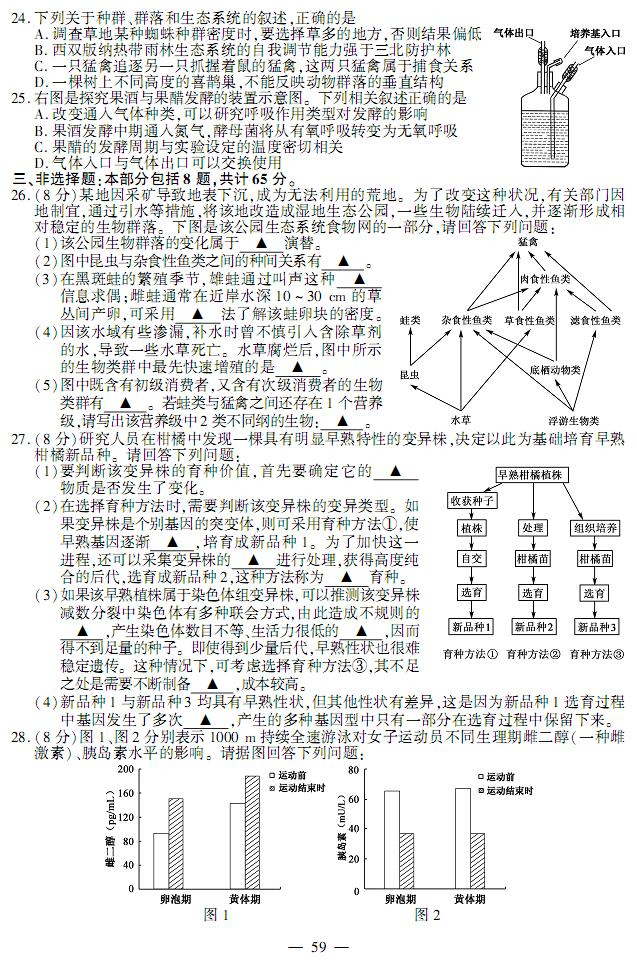 24. 下列关于种群、群落和生态系统的叙述,正确的是
A. 调查草地某种蜘蛛种群密度时,要选择草多的地方,否则结果偏低
B. 西双版纳热带雨林生态系统的自我调节能力强于三北防护林
C. 一只猛禽追逐另一只抓握着鼠的猛禽,这两只猛禽属于捕食关系
D. 一棵树上不同高度的喜鹊巢,不能反映动物群落的垂直结构
25. 右图是探究果酒与果醋发酵的装置示意图。下列相关叙述正确的是
A. 改变通入气体种类,可以研究呼吸作用类型对发酵的影响
B. 果酒发酵中期通入氮气,酵母菌将从有氧呼吸转变为无氧呼吸
C. 果醋的发酵周期与实验设定的温度密切相关
D. 气体入口与气体出口可以交换使用
气体出口
培养基入口
气体入口
三、非选择题:本部分包括 8 题,共计 65 分。
26. (8 分)某地因采矿导致地表下沉,成为无法利用的荒地。为了改变这种状况,有关部门因
地制宜,通过引水等措施,将该地改造成湿地生态公园,一些生物陆续迁入,并逐渐形成相
对稳定的生物群落。下图是该公园生态系统食物网的一部分,请回答下列问题:
(1)该公园生物群落的变化属于 ▲ 演替。
(2)图中昆虫与杂食性鱼类之间的种间关系有 ▲ 。
(3)在黑斑蛙的繁殖季节,雄蛙通过叫声这种 ▲
信息求偶;雌蛙通常在近岸水深 10 ~ 30 cm 的草
丛间产卵,可采用 ▲ 法了解该蛙卵块的密度。
(4)因该水域有些渗漏,补水时曾不慎引入含除草剂
的水,导致一些水草死亡。水草腐烂后,图中所示
的生物类群中最先快速增殖的是 ▲ 。
(5)图中既含有初级消费者,又含有次级消费者的生物
类群有 ▲ 。若蛙类与猛禽之间还存在 1 个营养
级,请写出该营养级中 2 类不同纲的生物: ▲ 。
猛禽
肉食性鱼类
蛙类 杂食性鱼类 草食性鱼类 滤食性鱼类
昆虫 底栖动物类
水草 浮游生物类
27. (8 分)研究人员在柑橘中发现一棵具有明显早熟特性的变异株,决定以此为基础培育早熟
柑橘新品种。请回答下列问题:
(1)要判断该变异株的育种价值,首先要确定它的 ▲
物质是否发生了变化。
(2)在选择育种方法时,需要判断该变异株的变异类型。如
果变异株是个别基因的突变体,则可采用育种方法①,使
早熟基因逐渐 ▲ ,培育成新品种 1。为了加快这一
进程,还可以采集变异株的 ▲ 进行处理,获得高度纯
合的后代,选育成新品种 2,这种方法称为 ▲ 育种。
(3)如果该早熟植株属于染色体组变异株,可以推测该变异株
减数分裂中染色体有多种联会方式,由此造成不规则的
▲ ,产生染色体数目不等、生活力很低的 ▲ ,因而
得不到足量的种子。即使得到少量后代,早熟性状也很难
稳定遗传。这种情况下,可考虑选择育种方法③,其不足
之处是需要不断制备 ▲ ,成本较高。
(4)新品种 1 与新品种 3 均具有早熟性状,但其他性状有差异,这是因为新品种 1 选育过程
中基因发生了多次 ▲ ,产生的多种基因型中只有一部分在选育过程中保留下来。
早熟柑橘植株
收获种子
植株 处理 组织培养
自交 柑橘苗 柑橘苗
选育 选育 选育
新品种1 新品种2 新品种3
育种方法① 育种方法② 育种方法③
28. (8 分)图 1、图 2 分别表示 1000 m 持续全速游泳对女子运动员不同生理期雌二醇(一种雌
激素)、胰岛素水平的影响。请据图回答下列问题:
雌二醇(pg/mL)
200
160
120
80
40
0
运动前
运动结束时
卵泡期 黄体期
图 1
胰岛素(mU/L)
80
60
40
20
0
运动前
运动结束时
卵泡期 黄体期
图 2
— 59 —